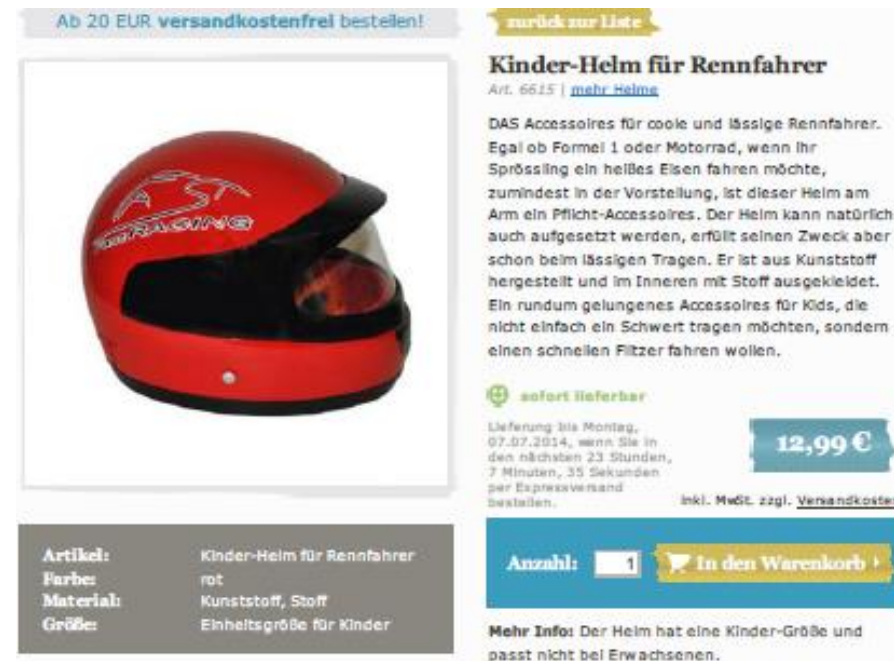 Ab 20 EUR versandkostenfrei bestellen!
zurück zur Liste
Kinder-Helm für Rennfahrer
Art. 6615 | mehr Helme
DAS Accessoires für coole und lässige Rennfahrer.
Egal ob Formel 1 oder Motorrad, wenn Ihr
Sprössling ein heißes Eisen fahren möchte,
zumindest in der Vorstellung, ist dieser Helm am
Arm ein Pflicht-Accessoires. Der Helm kann natürlich
auch aufgesetzt werden, erfüllt seinen Zweck aber
schon beim lässigen Tragen. Er ist aus Kunststoff
hergestellt und im Inneren mit Stoff ausgekleidet.
Ein rundum gelungenes Accessoires für Kids, die
nicht einfach ein Schwert tragen möchten, sondern
einen schnellen Flitzer fahren wollen.
sofort lieferbar
Lieferung bis Montag,
07.07.2014, wenn Sie in
den nächsten 23 Stunden,
7 Minuten, 35 Sekunden
per Expressversand
bestellen.
12,99 €
inkl. MwSt. zzgl. Versandkosten
Anzahl: 1 In den Warenkorb
Artikel: Kinder-Helm für Rennfahrer
Farbe: rot
Material: Kunststoff, Stoff
Größe: Einheitsgröße für Kinder
Mehr Info: Der Helm hat eine Kinder-Größe und
passt nicht bei Erwachsenen.